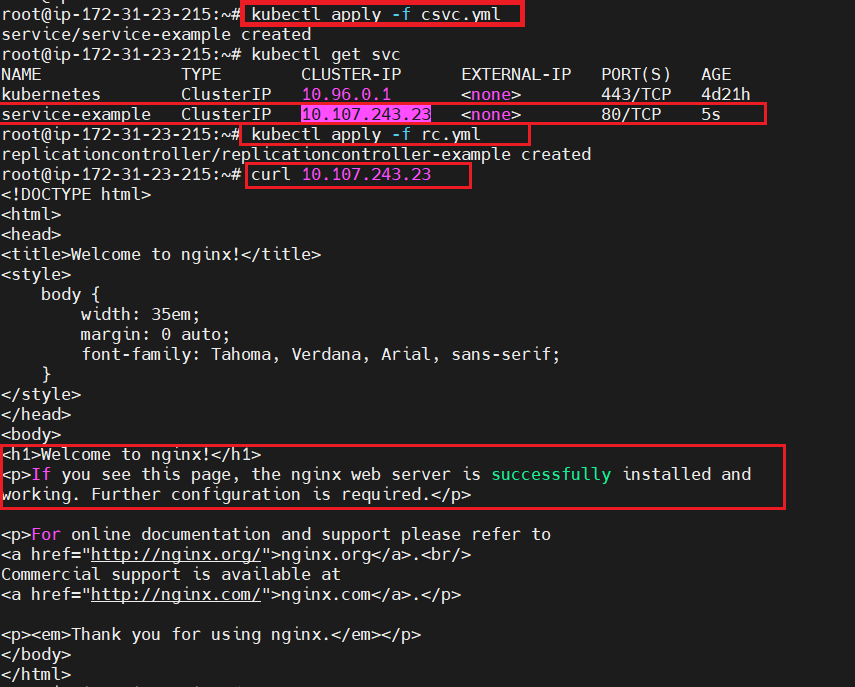 root@ip-172-31-23-215:~# kubectl apply -f csvc.yml
service/service-example created
root@ip-172-31-23-215:~# kubectl get svc
NAME TYPE CLUSTER-IP EXTERNAL-IP PORT(S) AGE
kubernetes ClusterIP 10.96.0.1 <none> 443/TCP 4d21h
service-example ClusterIP 10.107.243.23 <none> 80/TCP 5s
root@ip-172-31-23-215:~# kubectl apply -f rc.yml
replicationcontroller/replicationcontroller-example created
root@ip-172-31-23-215:~# curl 10.107.243.23
<!DOCTYPE html>
<html>
<head>
<title>Welcome to nginx!</title>
<style>
    body {
        width: 35em;
        margin: 0 auto;
        font-family: Tahoma, Verdana, Arial, sans-serif;
    }
</style>
</head>
<body>
<h1>Welcome to nginx!</h1>
<p>If you see this page, the nginx web server is successfully installed and
working. Further configuration is required.</p>
<p>For online documentation and support please refer to
<a href="http://nginx.org/">nginx.org</a>.<br/>
Commercial support is available at
<a href="http://nginx.com/">nginx.com</a>.</p>
<p><em>Thank you for using nginx.</em></p>
</body>
</html>